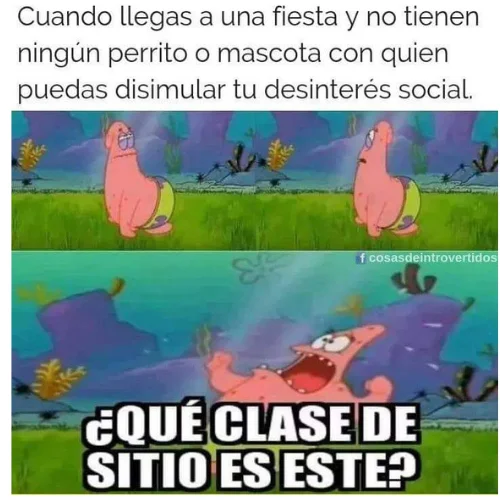 Cuando llegas a una fiesta y no tienen
ningún perrito o mascota con quien
puedas disimular tu desinterés social.
f cosasdeintrovertidos
¿QUÉ CLASE DE
SITIO ES ESTE?